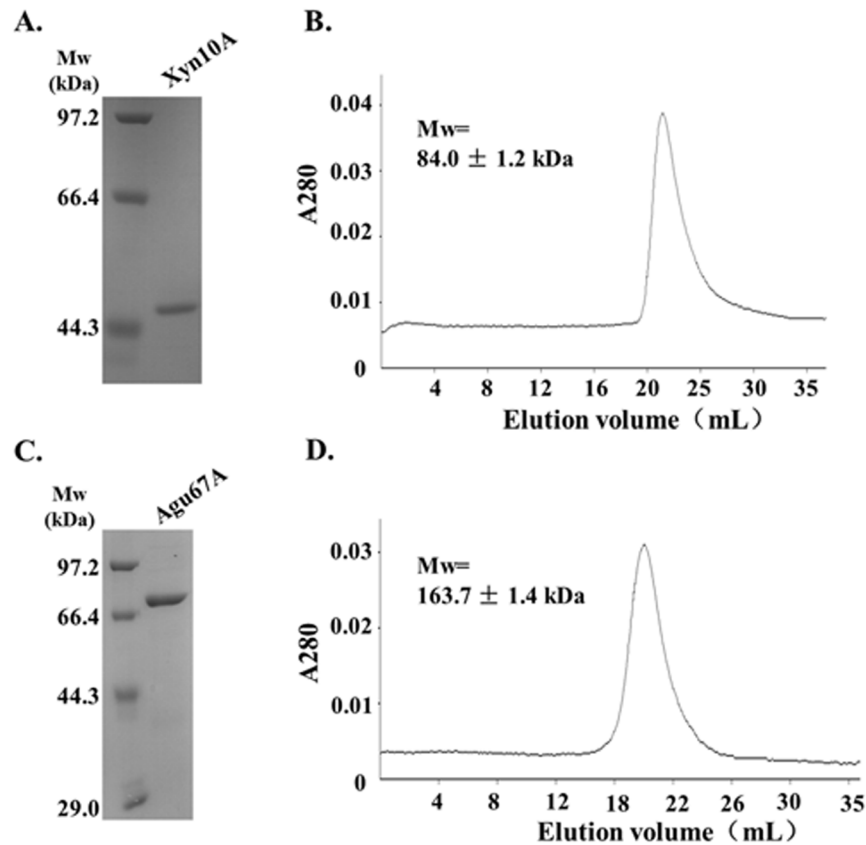 A.
Mw
(kDa)
Xyn10A
97.2
66.4
44.3
B.
Mw=
84.0 ± 1.2 kDa
A280
0.04
0.03
0.02
0.01
0
4 8 12 16 20 25 30 35
Elution volume（mL）
C.
Mw
(kDa)
Agu67A
97.2
66.4
44.3
29.0
D.
Mw=
163.7 ± 1.4 kDa
A280
0.03
0.02
0.01
0
4 8 12 18 22 26 30 35
Elution volume（mL）